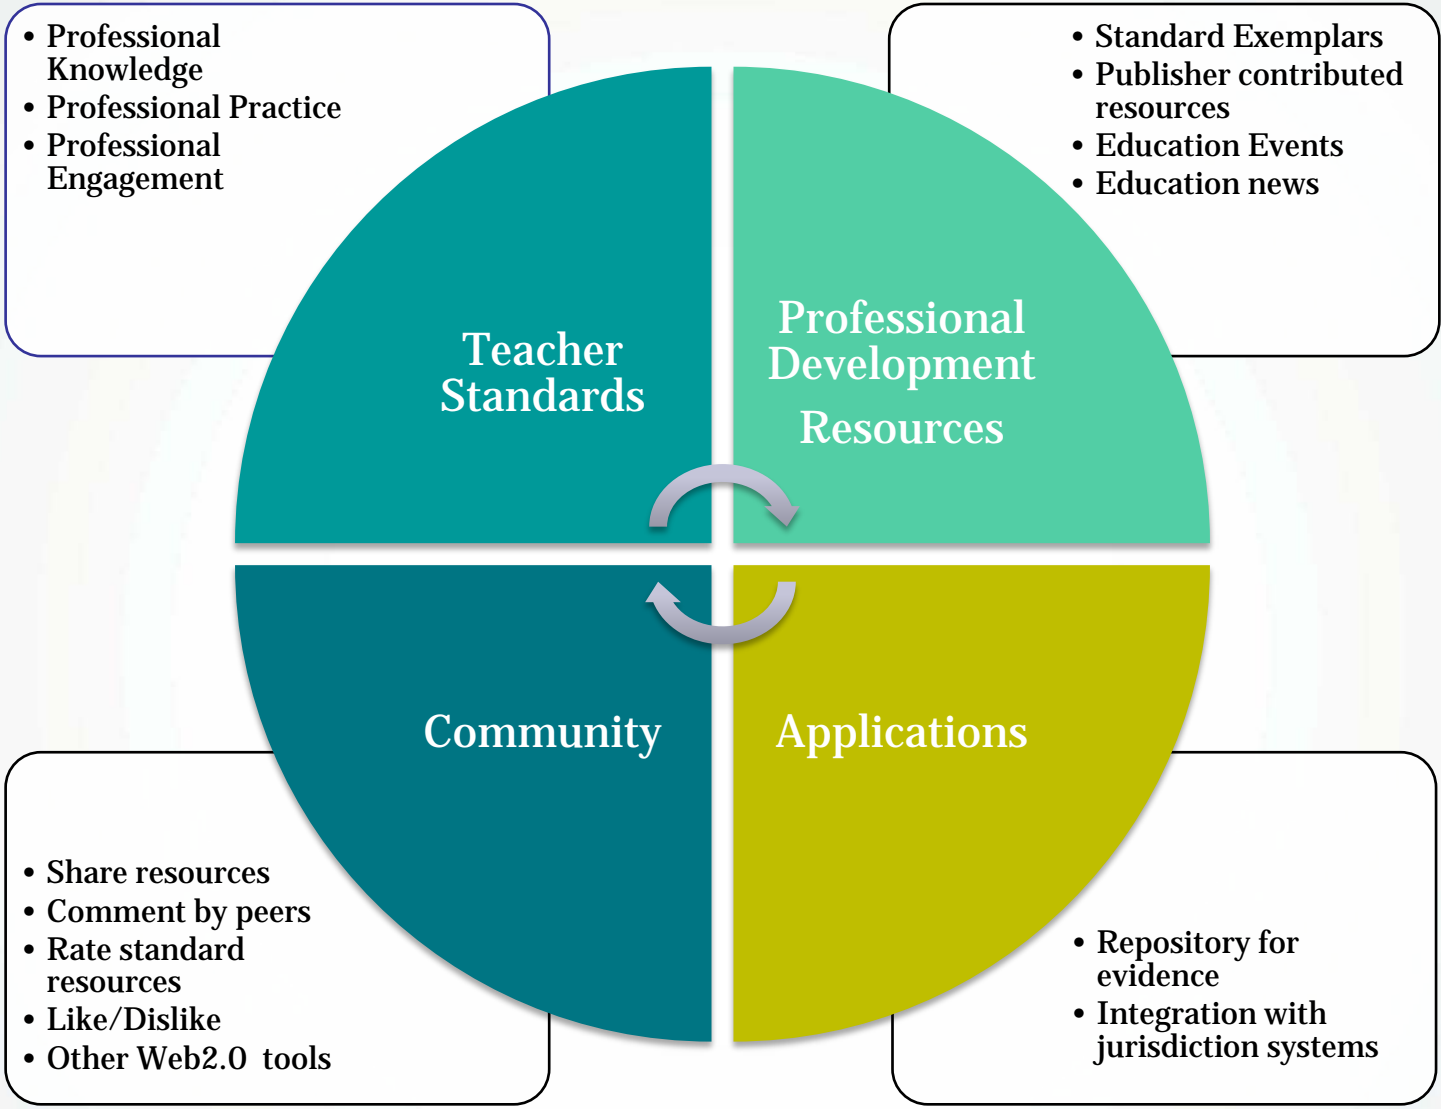 • Professional
Knowledge
• Professional Practice
• Professional
Engagement
• Standard Exemplars
• Publisher contributed
resources
• Education Events
• Education news
Teacher
Standards
Professional
Development
Resources
Community
Applications
• Share resources
• Comment by peers
• Rate standard
resources
• Like/Dislike
• Other Web2.0 tools
• Repository for
evidence
• Integration with
jurisdiction systems